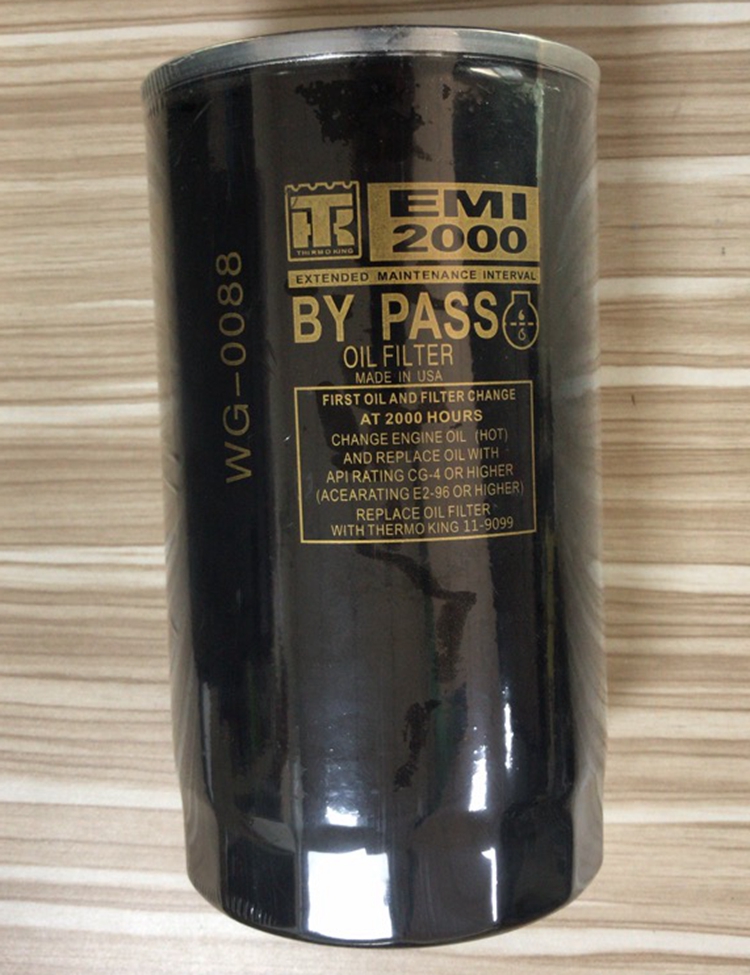 THERMO KING
EMI
2000
EXTENDED MAINTENANCE INTERVAL
BY PASS
OIL FILTER
MADE IN USA
FIRST OIL AND FILTER CHANGE
AT 2000 HOURS
CHANGE ENGINE OIL (HOT)
AND REPLACE OIL WITH
API RATING CG-4 OR HIGHER
(ACEARATING E2-96 OR HIGHER)
REPLACE OIL FILTER
WITH THERMO KING 11-9099
WG-0088